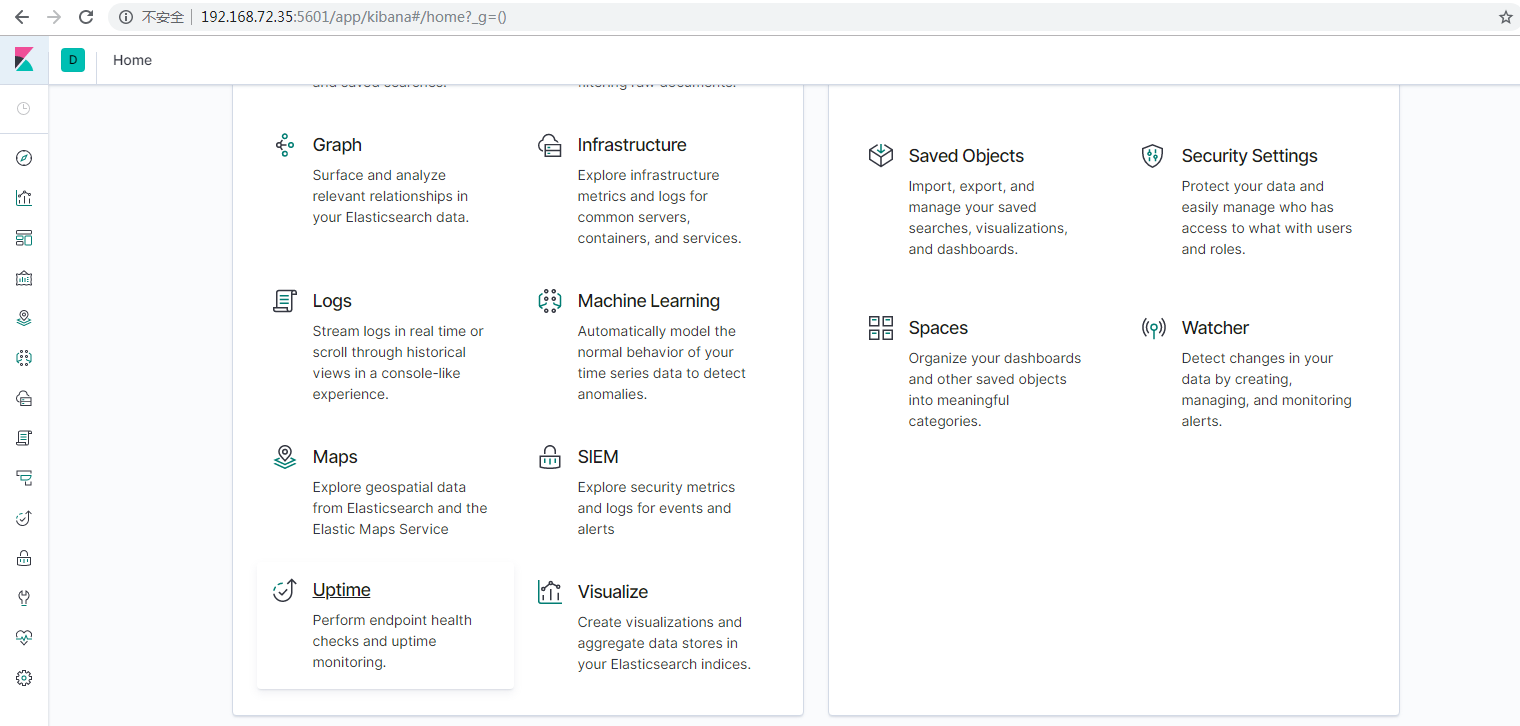 不安全 192.168.72.35:5601/app/kibana#/home?_g=()
D Home
and saved searches.
filtering raw documents.
Graph
Surface and analyze
relevant relationships in
your Elasticsearch data.
Infrastructure
Explore infrastructure
metrics and logs for
common servers,
containers, and services.
Logs
Stream logs in real time or
scroll through historical
views in a console-like
experience.
Machine Learning
Automatically model the
normal behavior of your
time series data to detect
anomalies.
Maps
Explore geospatial data
from Elasticsearch and the
Elastic Maps Service
SIEM
Explore security metrics
and logs for events and
alerts
Uptime
Perform endpoint health
checks and uptime
monitoring.
Visualize
Create visualizations and
aggregate data stores in
your Elasticsearch indices.
Saved Objects
Import, export, and
manage your saved
searches, visualizations,
and dashboards.
Security Settings
Protect your data and
easily manage who has
access to what with users
and roles.
Spaces
Organize your dashboards
and other saved objects
into meaningful
categories.
Watcher
Detect changes in your
data by creating,
managing, and monitoring
alerts.